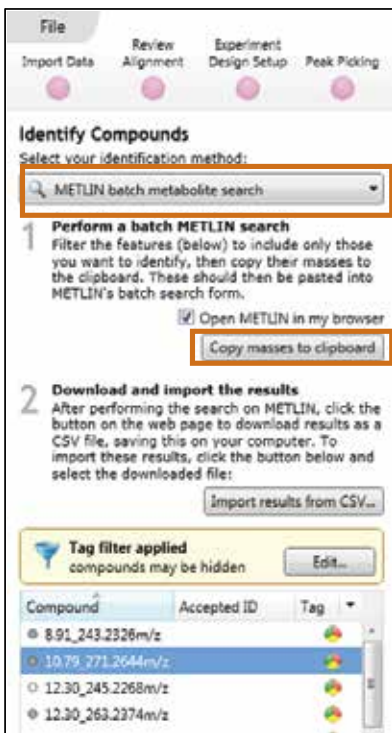 File
Import Data
Review Alignment
Experiment Design Setup
Peak Picking
Identify Compounds
Select your identification method:
METLIN batch metabolite search
1 Perform a batch METLIN search
Filter the features (below) to include only those
you want to identify, then copy their masses to
the clipboard. These should then be pasted into
METLIN's batch search form.
Open METLIN in my browser
Copy masses to clipboard
2 Download and import the results
After performing the search on METLIN, click the
button on the web page to download results as a
CSV file, saving this on your computer. To
import these results, click the button below and
select the downloaded file:
Import results from CSV...
Tag filter applied
compounds may be hidden
Edit...
Compound Accepted ID Tag
8.91_243.2326m/z
10.79_271.2644m/z
12.30_245.2268m/z
12.30_263.2374m/z